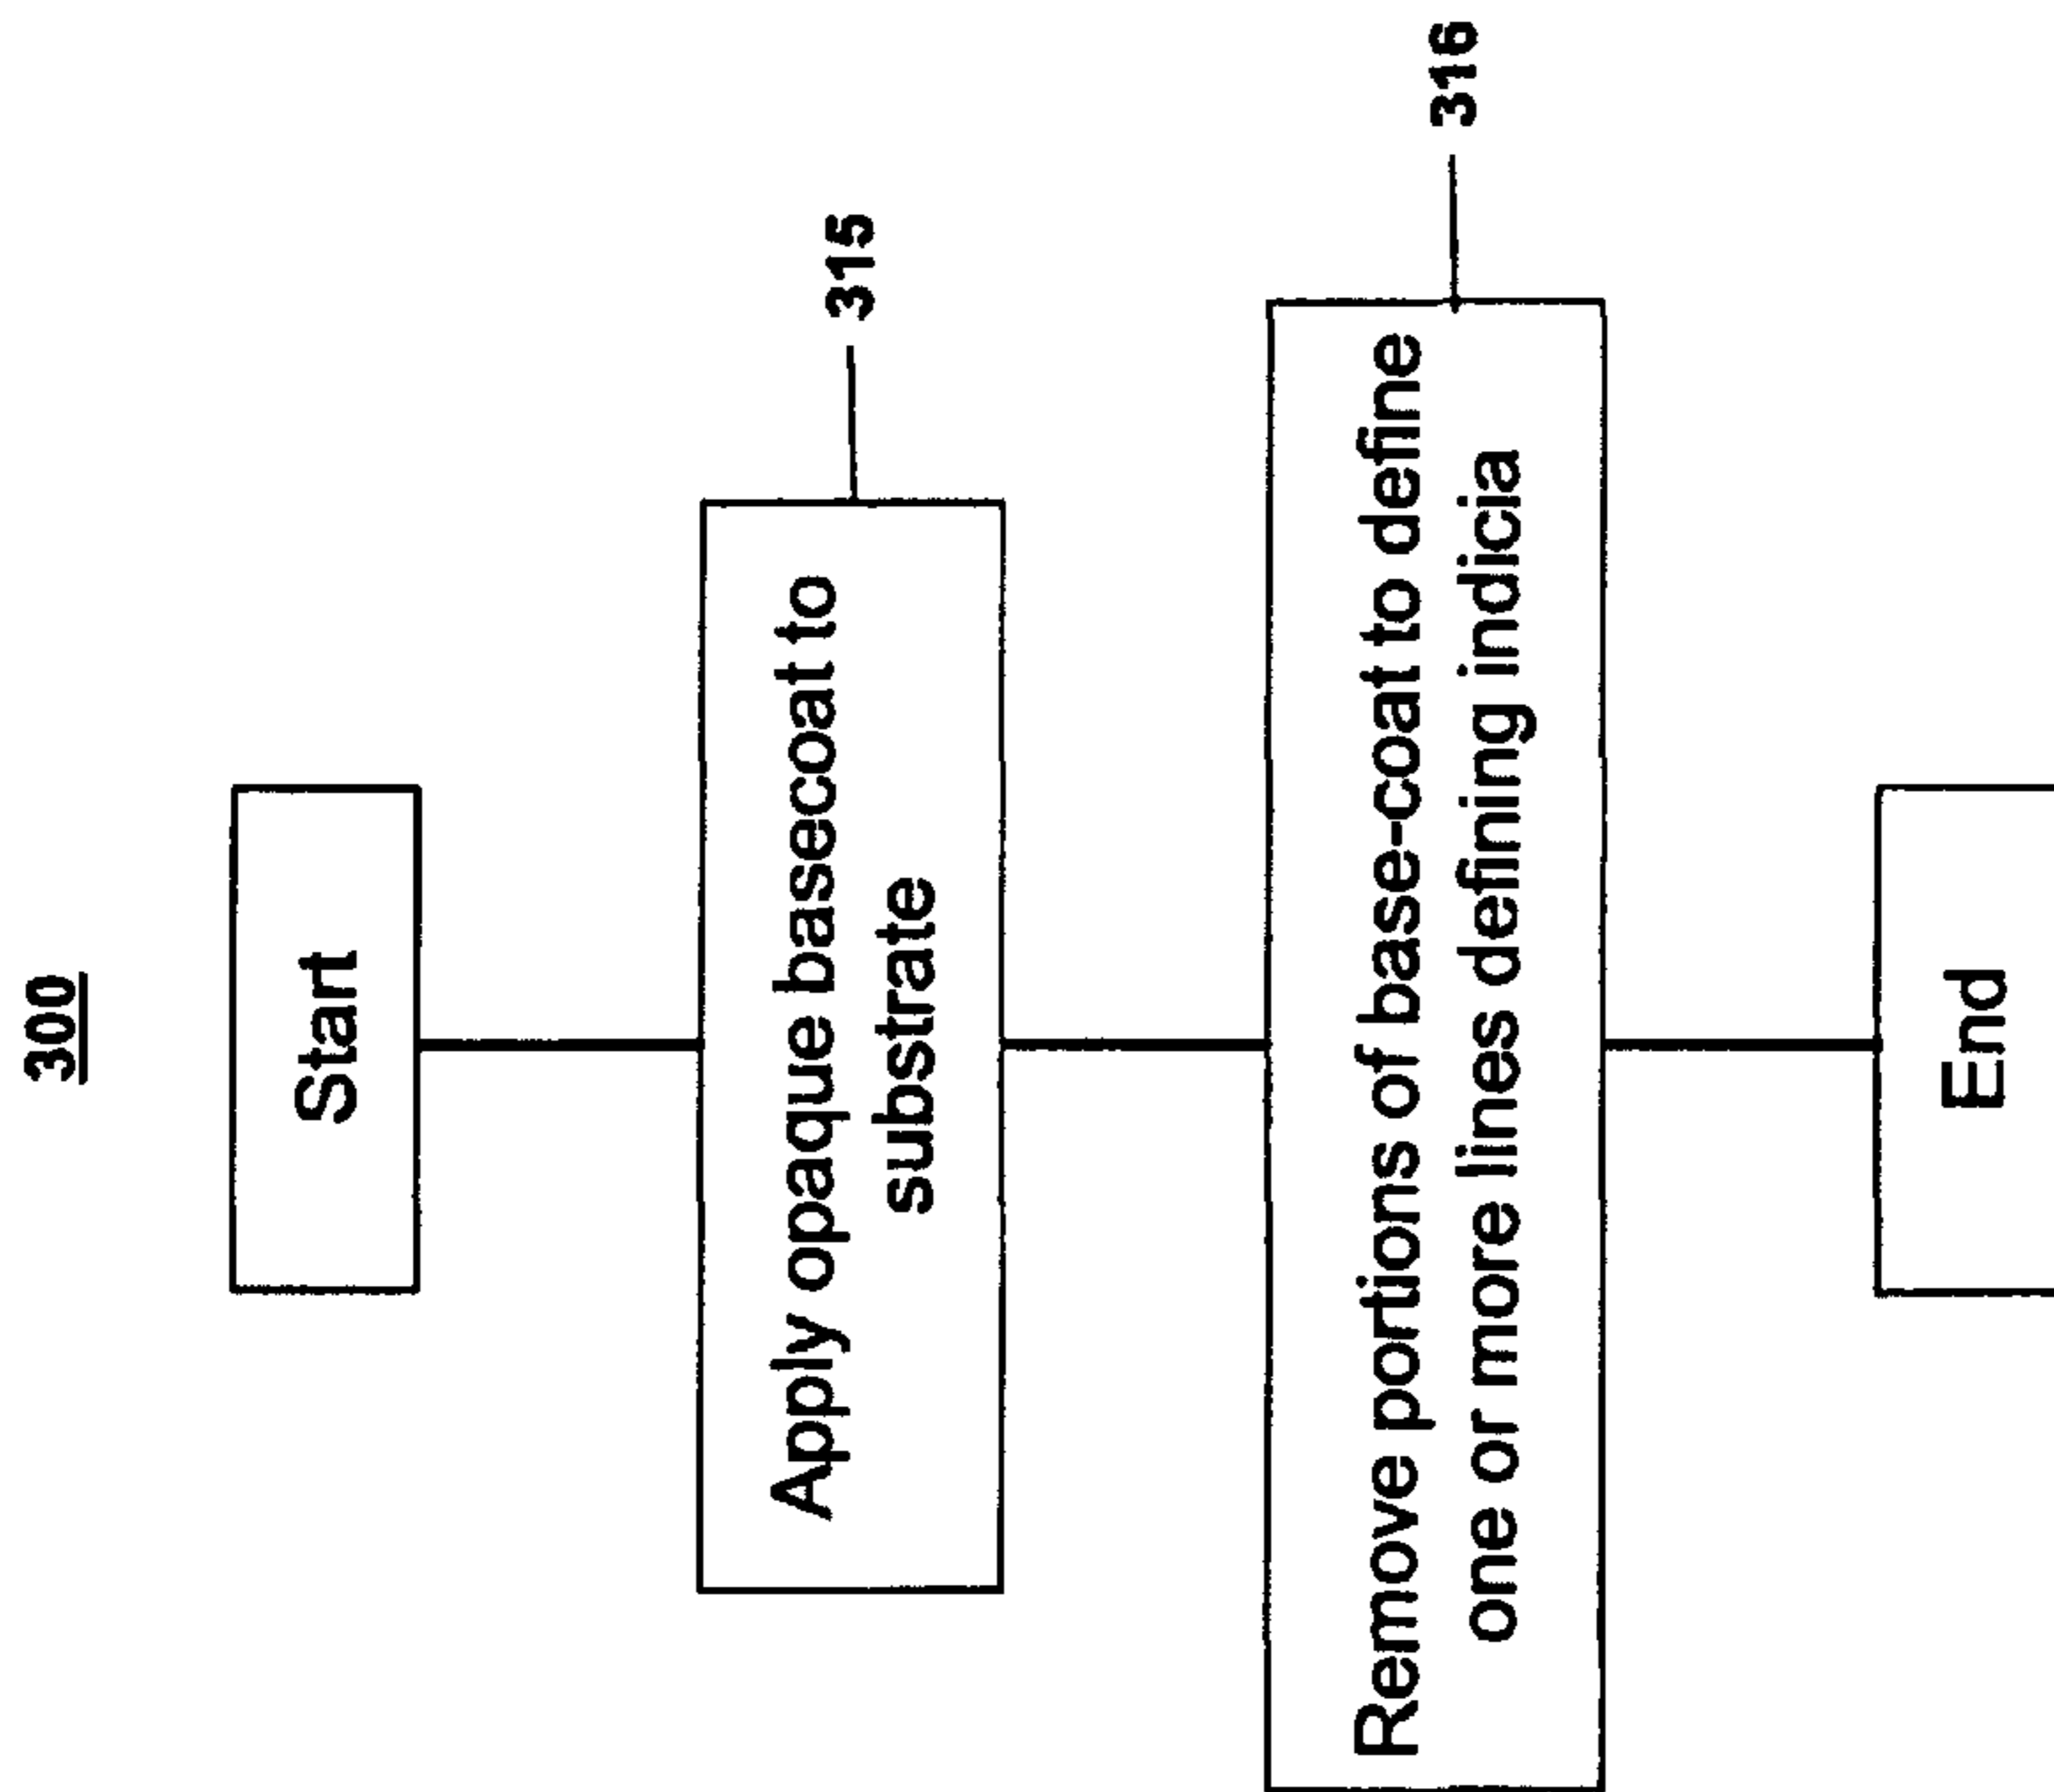 300
Start
Apply opaque basecoat to
substrate
315
Remove portions of base-coat to define
one or more lines defining indicia
316
End